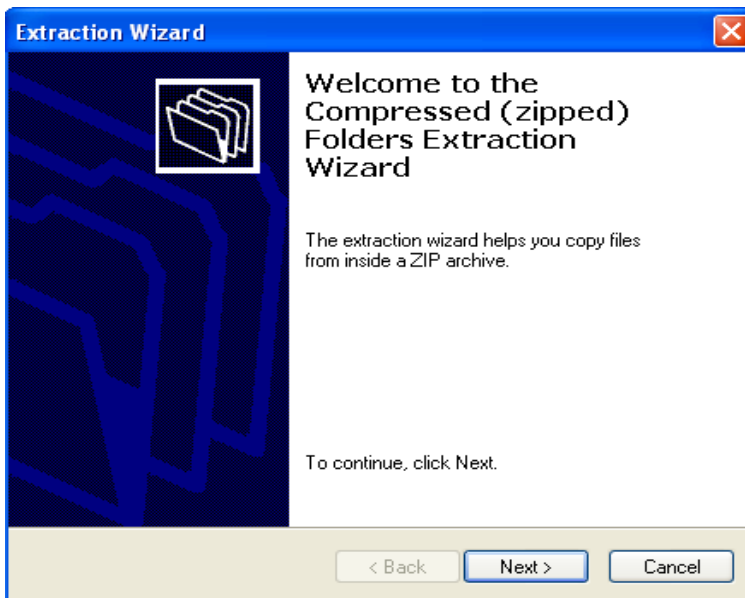 Extraction Wizard
Welcome to the
Compressed (zipped)
Folders Extraction
Wizard
The extraction wizard helps you copy files
from inside a ZIP archive.
To continue, click Next.
< Back Next > Cancel